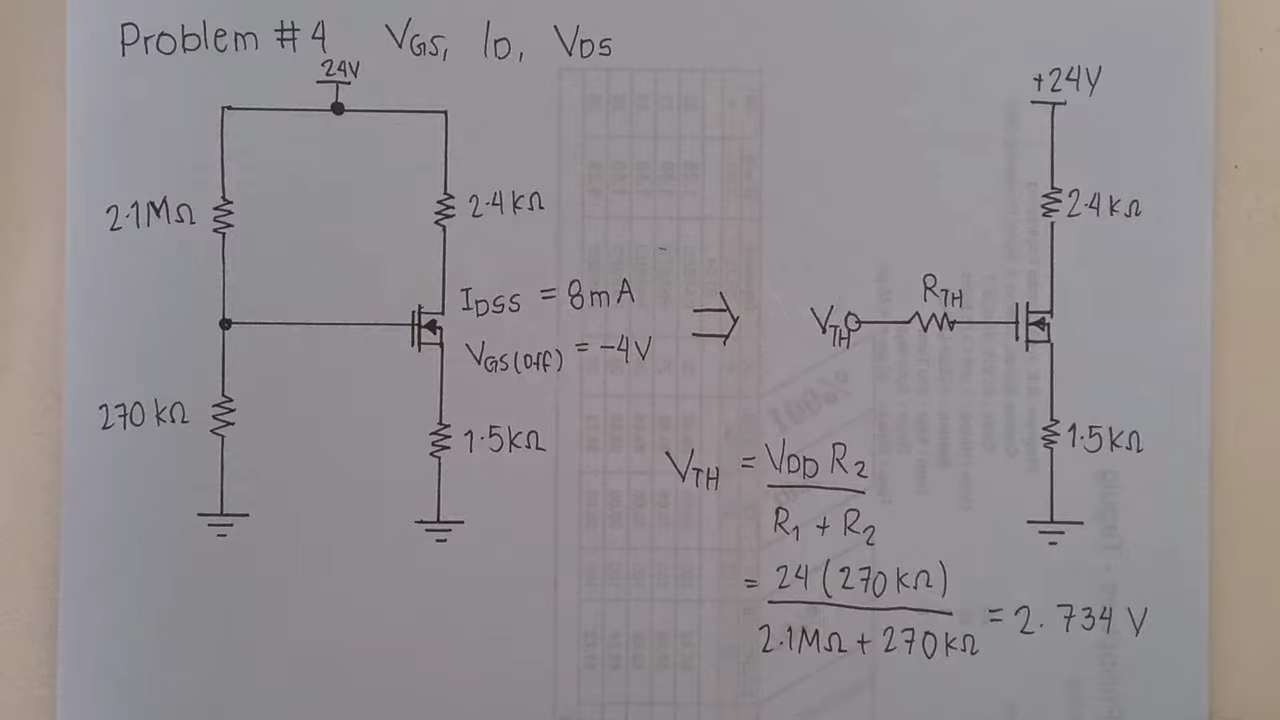 Problem #4 VGS, ID, VDS
24V
2.1MΩ
2.4kΩ
IDSS = 8mA
VGS(Off) = -4V
270kΩ
1.5kΩ
+24V
2.4kΩ
RTH
VTH
1.5kΩ
VTH = VDD R2
R1 + R2
= 24(270kΩ)
2.1MΩ + 270kΩ
= 2.734 V